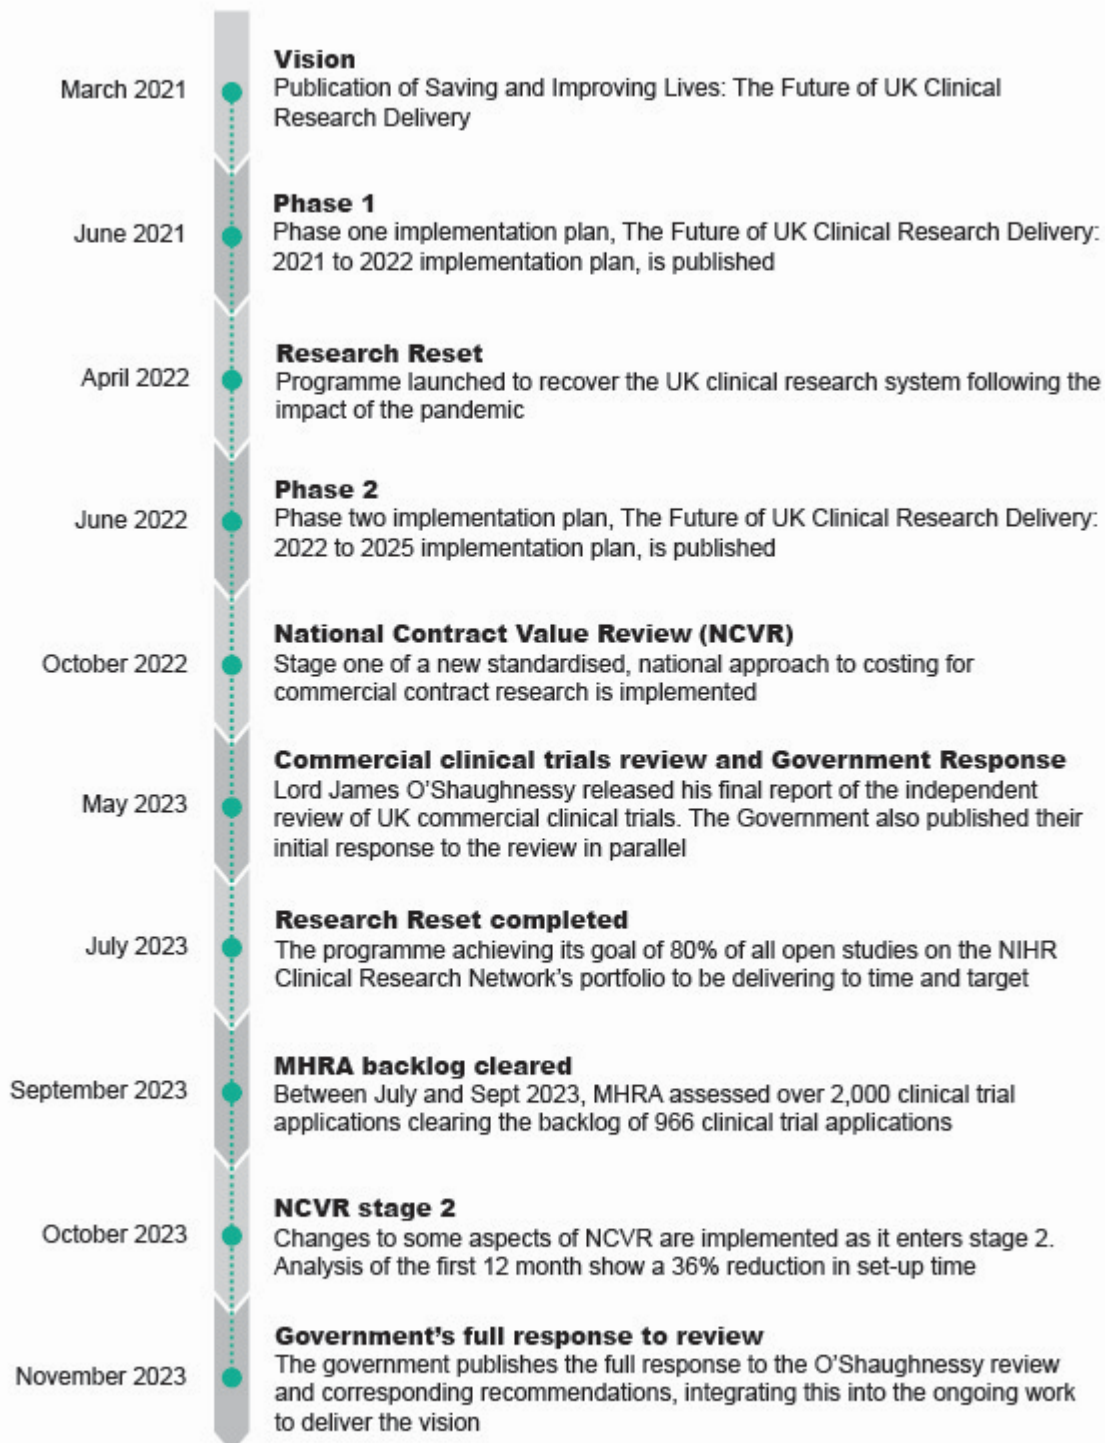 Vision
March 2021
Publication of Saving and Improving Lives: The Future of UK Clinical
Research Delivery
Phase 1
June 2021
Phase one implementation plan, The Future of UK Clinical Research Delivery:
2021 to 2022 implementation plan, is published
Research Reset
April 2022
Programme launched to recover the UK clinical research system following the
impact of the pandemic
Phase 2
June 2022
Phase two implementation plan, The Future of UK Clinical Research Delivery:
2022 to 2025 implementation plan, is published
National Contract Value Review (NCVR)
October 2022
Stage one of a new standardised, national approach to costing for
commercial contract research is implemented
Commercial clinical trials review and Government Response
May 2023
Lord James O'Shaughnessy released his final report of the independent
review of UK commercial clinical trials. The Government also published their
initial response to the review in parallel
Research Reset completed
July 2023
The programme achieving its goal of 80% of all open studies on the NIHR
Clinical Research Network's portfolio to be delivering to time and target
MHRA backlog cleared
September 2023
Between July and Sept 2023, MHRA assessed over 2,000 clinical trial
applications clearing the backlog of 966 clinical trial applications
NCVR stage 2
October 2023
Changes to some aspects of NCVR are implemented as it enters stage 2.
Analysis of the first 12 month show a 36% reduction in set-up time
Government's full response to review
November 2023
The government publishes the full response to the O'Shaughnessy review
and corresponding recommendations, integrating this into the ongoing work
to deliver the vision